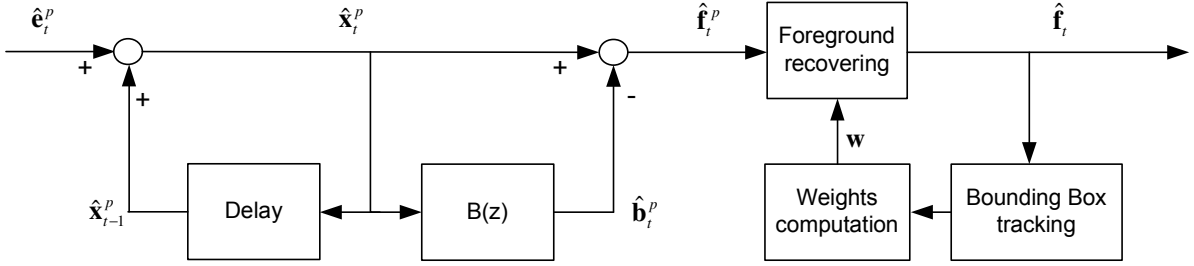 ê_t^p
x̂_t^p
f̂_t^p
f̂_t
+
+
+
-
Foreground
recovering
w
x̂_{t−1}^p
Delay
B(z)
b̂_t^p
Weights
computation
Bounding Box
tracking